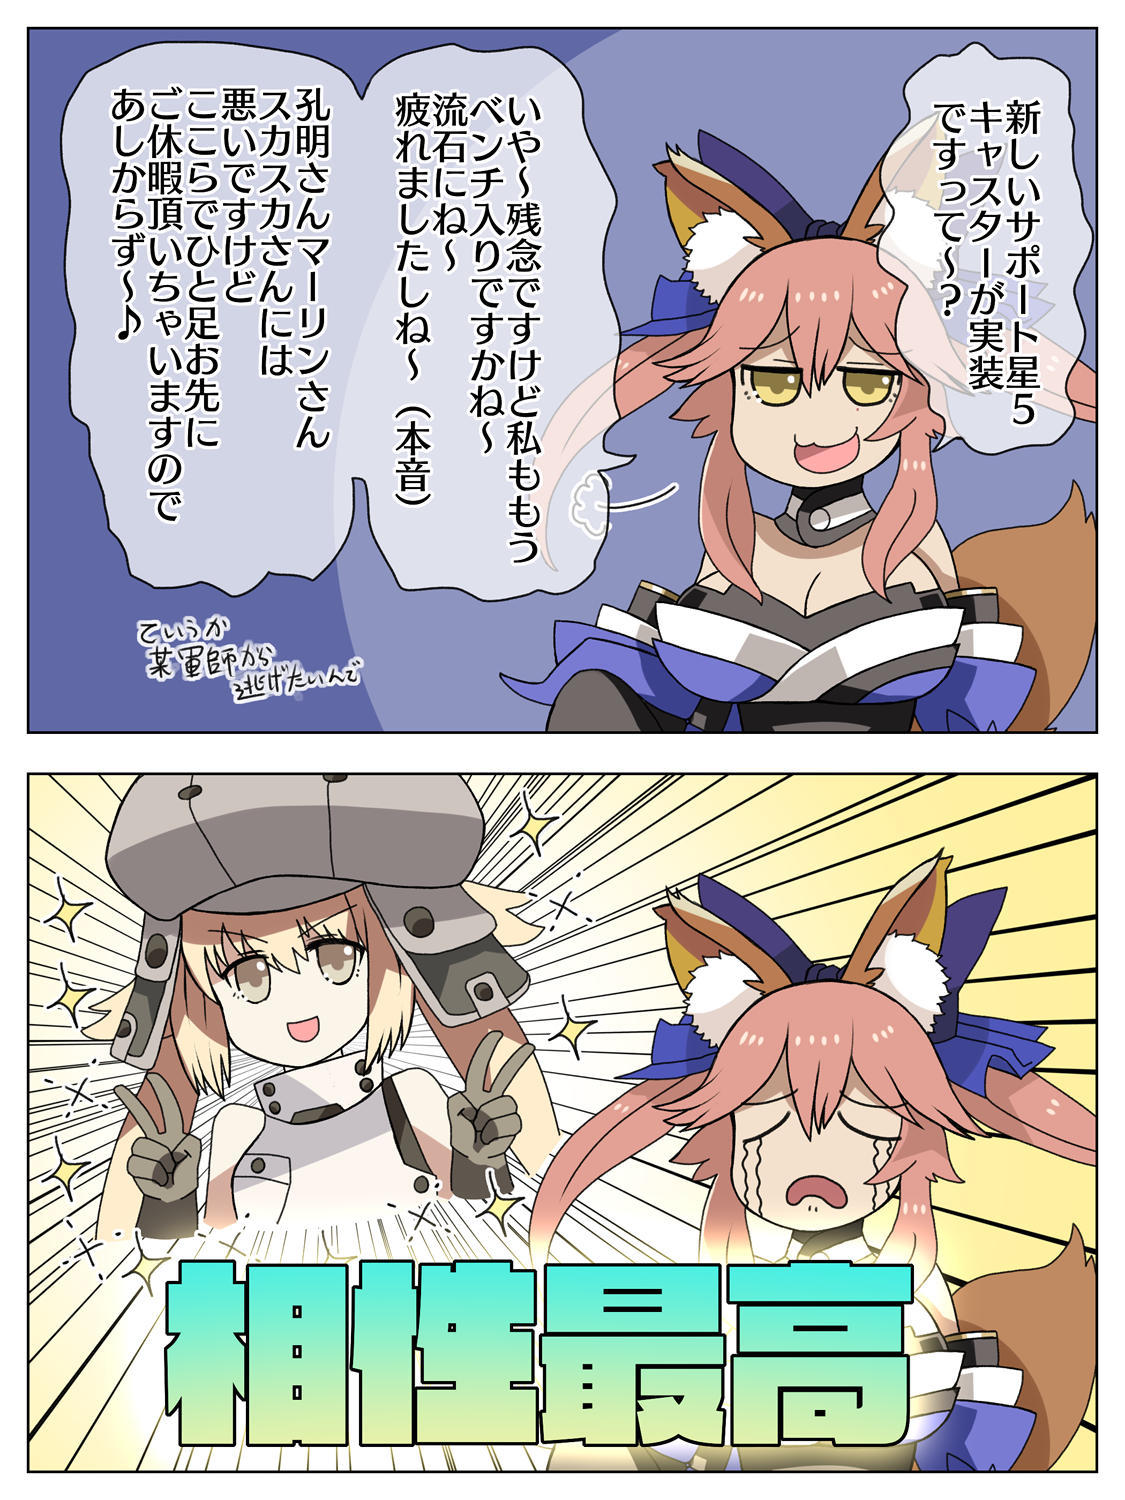 新しいサポート星５
キャスターが実装
ですって～？
いや～残念ですけど私ももう
ベンチ入りですかね～
流石にね～
疲れましたしね～（本音）
孔明さんマーリンさん
スカスカさんには
悪いですけど
ここらでひと足お先に
ご休暇頂いちゃいますので
あしからず～♪
ていうか
某軍師から
逃げたいんで
相性最高